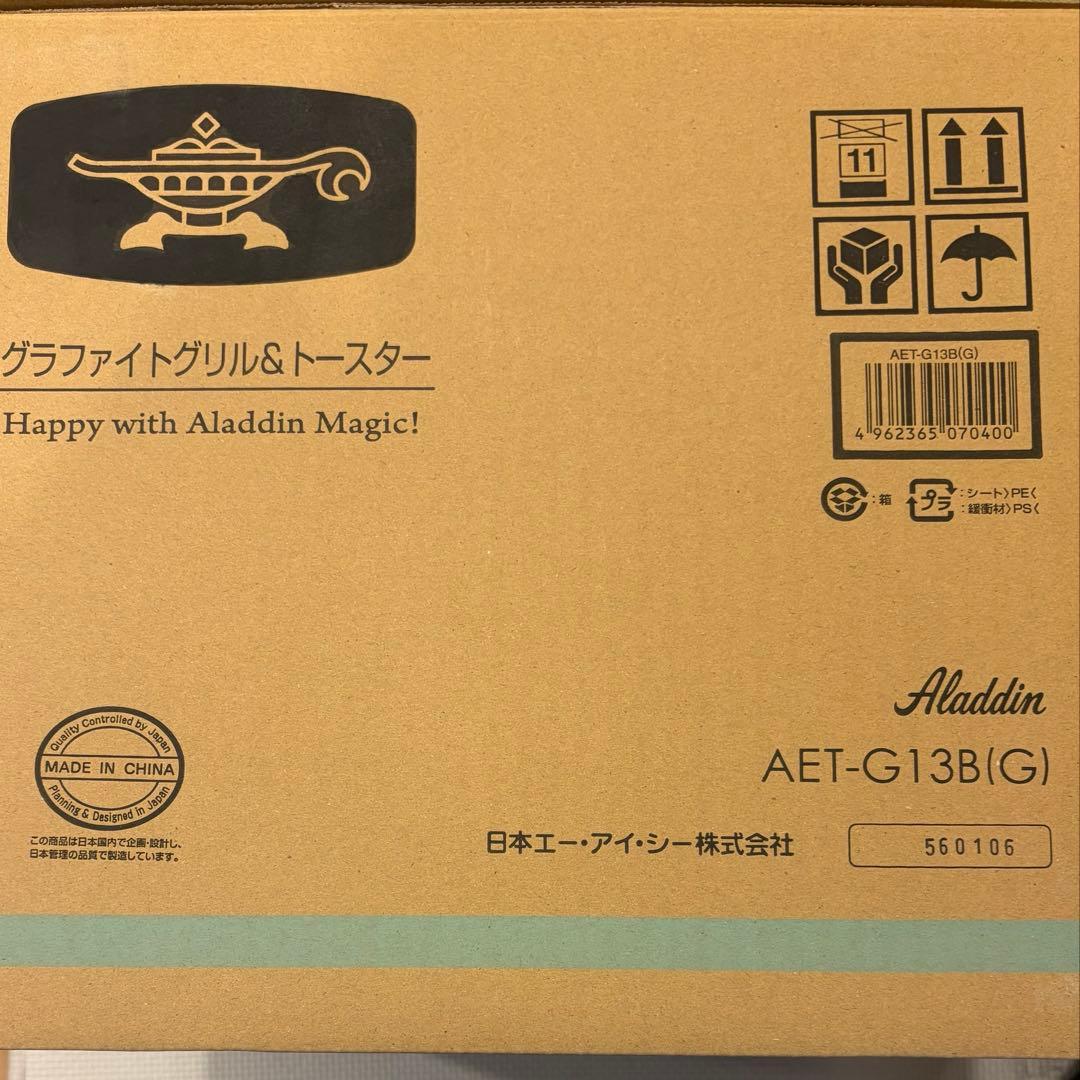 11
グラファイトグリル&トースター
Happy with Aladdin Magic!
AET-G13B(G)
4 962365 070400
:箱
プラ
:シート〉PE〈
:緩衝材〉PS〈
Aladdin
AET-G13B(G)
Quality Controlled by Japan
MADE IN CHINA
Planning & Designed in Japan
この商品は日本国内で企画・設計し、
日本管理の品質で製造しています。
日本エー・アイ・シー株式会社
560106